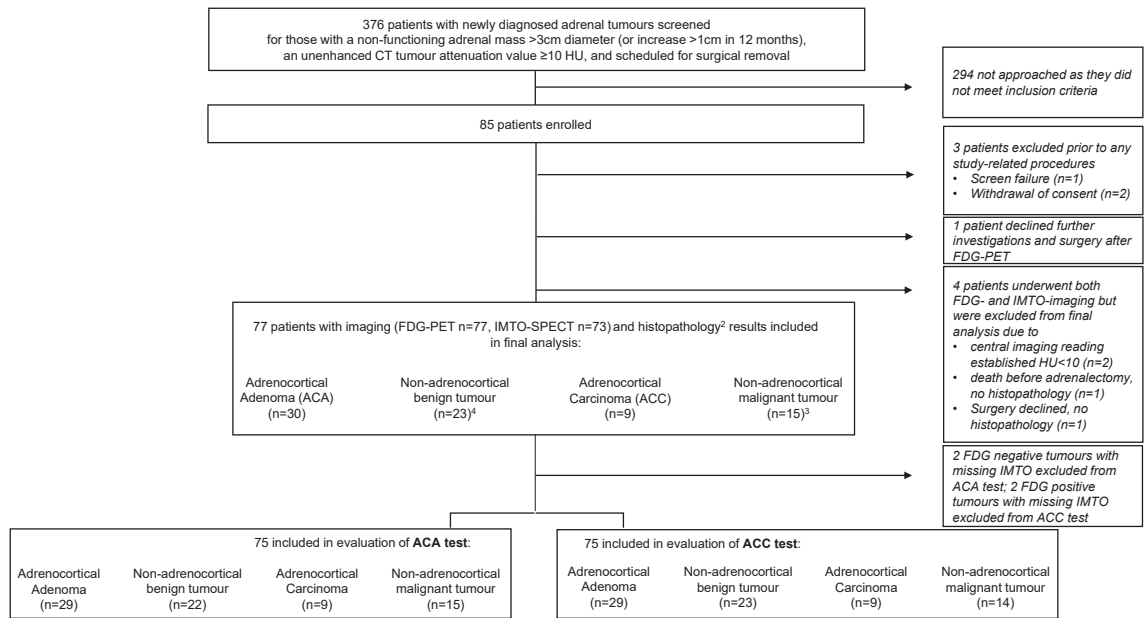 376 patients with newly diagnosed adrenal tumours screened
for those with a non-functioning adrenal mass >3cm diameter (or increase >1cm in 12 months),
an unenhanced CT tumour attenuation value ≥10 HU, and scheduled for surgical removal
294 not approached as they did
not meet inclusion criteria
85 patients enrolled
3 patients excluded prior to any
study-related procedures
• Screen failure (n=1)
• Withdrawal of consent (n=2)
1 patient declined further
investigations and surgery after
FDG-PET
4 patients underwent both
FDG- and IMTO-imaging but
were excluded from final
analysis due to
• central imaging reading
established HU<10 (n=2)
• death before adrenalectomy,
no histopathology (n=1)
• Surgery declined, no
histopathology (n=1)
77 patients with imaging (FDG-PET n=77, IMTO-SPECT n=73) and histopathology² results included
in final analysis:
Adrenocortical
Adenoma (ACA)
(n=30)
Non-adrenocortical
benign tumour
(n=23)⁴
Adrenocortical
Carcinoma (ACC)
(n=9)
Non-adrenocortical
malignant tumour
(n=15)³
2 FDG negative tumours with
missing IMTO excluded from
ACA test; 2 FDG positive
tumours with missing IMTO
excluded from ACC test
75 included in evaluation of ACA test:
Adrenocortical
Adenoma
(n=29)
Non-adrenocortical
benign tumour
(n=22)
Adrenocortical
Carcinoma
(n=9)
Non-adrenocortical
malignant tumour
(n=15)
75 included in evaluation of ACC test:
Adrenocortical
Adenoma
(n=29)
Non-adrenocortical
benign tumour
(n=23)
Adrenocortical
Carcinoma
(n=9)
Non-adrenocortical
malignant tumour
(n=14)